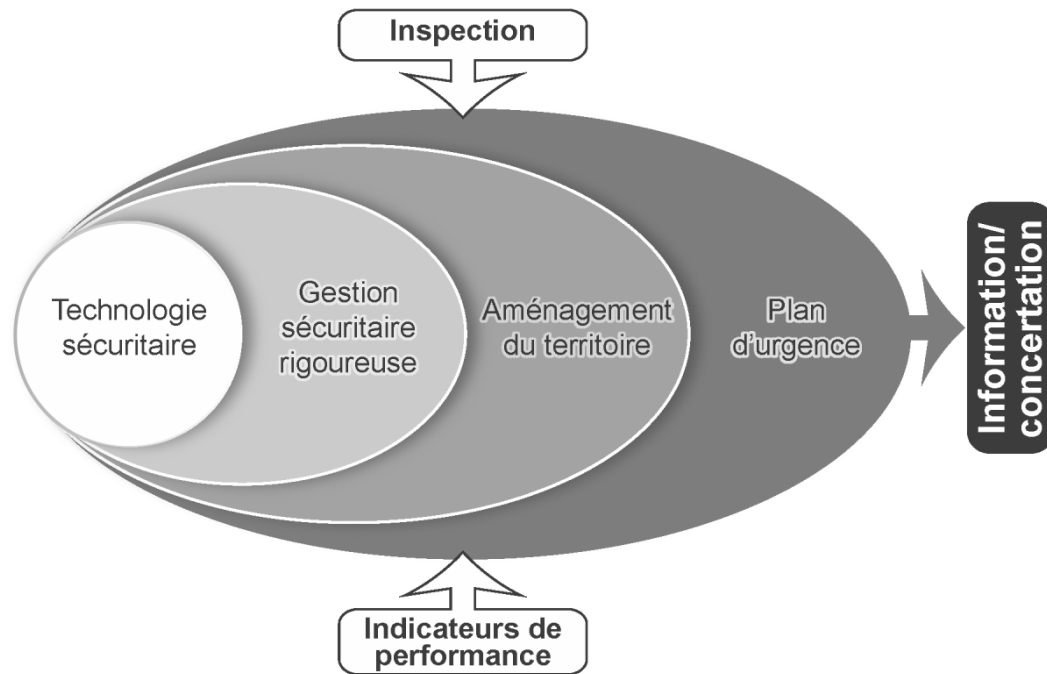 Inspection
Technologie
sécuritaire
Gestion
sécuritaire
rigoureuse
Aménagement
du territoire
Plan
d’urgence
Information/
concertation
Indicateurs de
performance